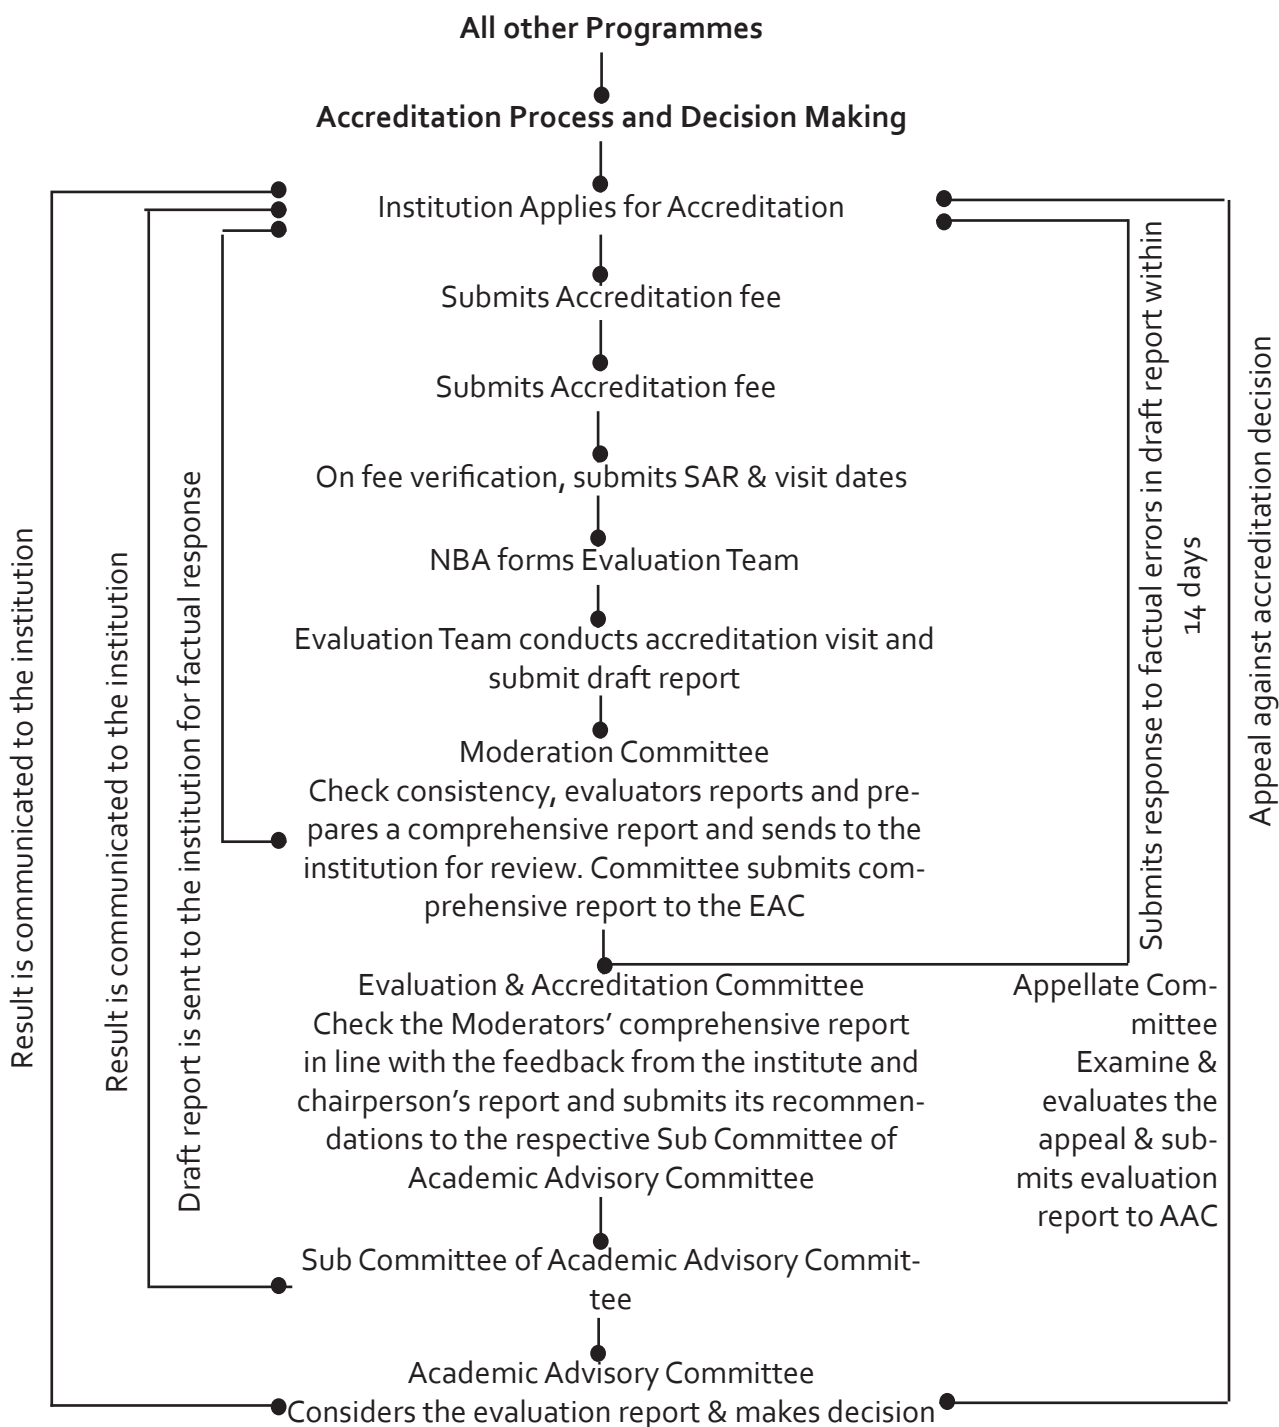 All other Programmes
Accreditation Process and Decision Making
Institution Applies for Accreditation
Submits Accreditation fee
Submits Accreditation fee
On fee verification, submits SAR & visit dates
NBA forms Evaluation Team
Evaluation Team conducts accreditation visit and
submit draft report
Moderation Committee
Check consistency, evaluators reports and pre-
pares a comprehensive report and sends to the
institution for review. Committee submits com-
prehensive report to the EAC
Evaluation & Accreditation Committee
Check the Moderators’ comprehensive report
in line with the feedback from the institute and
chairperson’s report and submits its recommen-
dations to the respective Sub Committee of
Academic Advisory Committee
Sub Committee of Academic Advisory Commit-
tee
Academic Advisory Committee
Considers the evaluation report & makes decision
Result is communicated to the institution
Result is communicated to the institution
Draft report is sent to the institution for factual response
Submits response to factual errors in draft report within
14 days
Appeal against accreditation decision
Appellate Com-
mittee
Examine &
evaluates the
appeal & sub-
mits evaluation
report to AAC